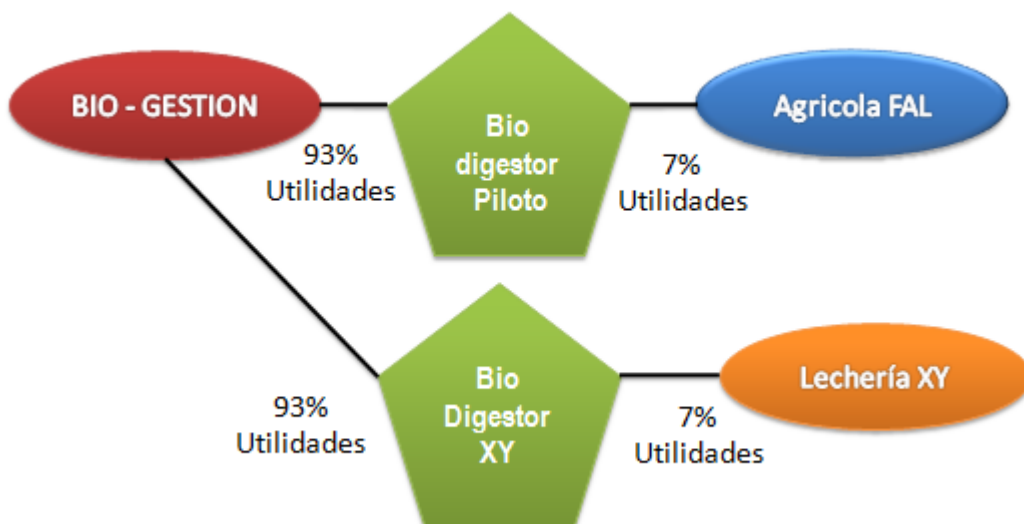 BIO - GESTION
93%
Utilidades
Bio
digestor
Piloto
7%
Utilidades
Agricola FAL
93%
Utilidades
Bio
Digestor
XY
7%
Utilidades
Lechería XY